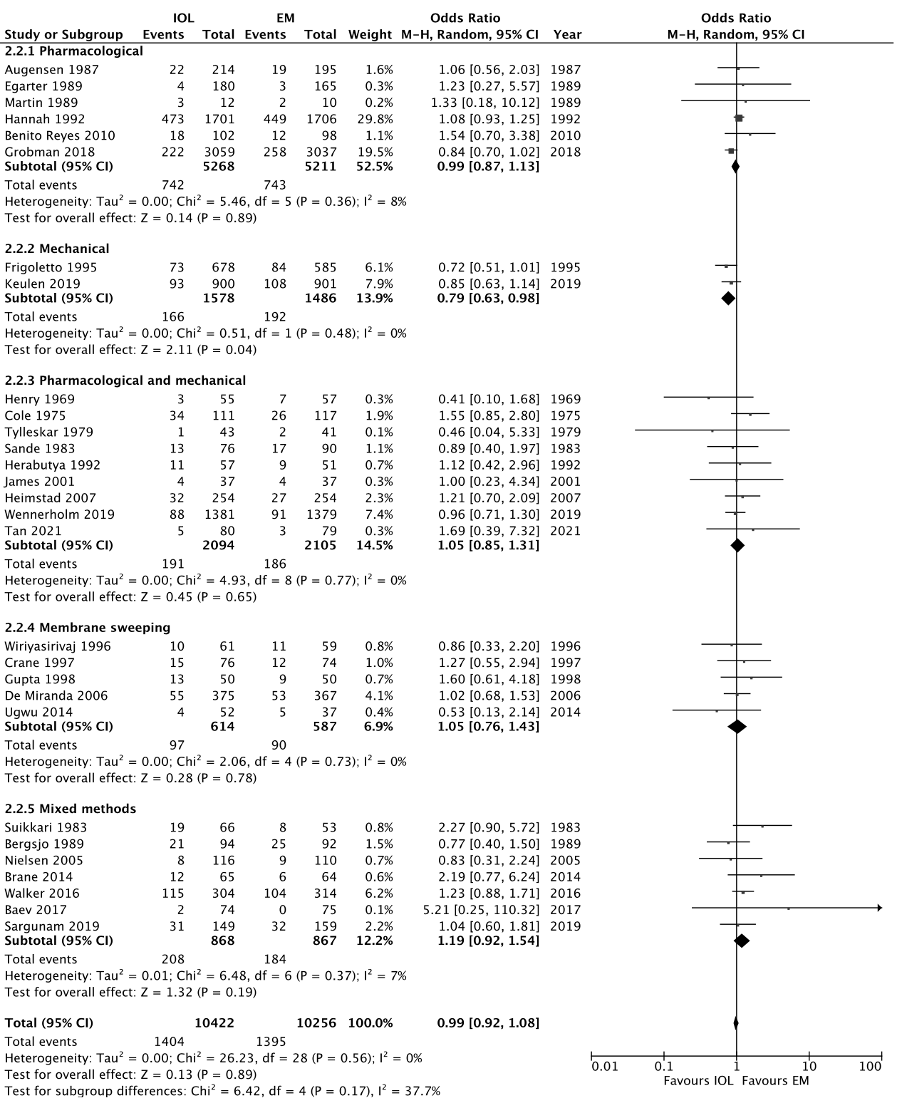 IOL EM Odds Ratio Odds Ratio
Study or Subgroup Events Total Events Total Weight M-H, Random, 95% CI Year M-H, Random, 95% CI
2.2.1 Pharmacological
Augensen 1987 22 214 19 195 1.6% 1.06 [0.56, 2.03] 1987
Egarter 1989 4 180 3 165 0.3% 1.23 [0.27, 5.57] 1989
Martin 1989 3 12 2 10 0.2% 1.33 [0.18, 10.12] 1989
Hannah 1992 473 1701 449 1706 29.8% 1.08 [0.93, 1.25] 1992
Benito Reyes 2010 18 102 12 98 1.1% 1.54 [0.70, 3.38] 2010
Grobman 2018 222 3059 258 3037 19.5% 0.84 [0.70, 1.02] 2018
Subtotal (95% CI) 5268 5211 52.5% 0.99 [0.87, 1.13]
Total events 742 743
Heterogeneity: Tau² = 0.00; Chi² = 5.46, df = 5 (P = 0.36); I² = 8%
Test for overall effect: Z = 0.14 (P = 0.89)
2.2.2 Mechanical
Frigoletto 1995 73 678 84 585 6.1% 0.72 [0.51, 1.01] 1995
Keulen 2019 93 900 108 901 7.9% 0.85 [0.63, 1.14] 2019
Subtotal (95% CI) 1578 1486 13.9% 0.79 [0.63, 0.98]
Total events 166 192
Heterogeneity: Tau² = 0.00; Chi² = 0.51, df = 1 (P = 0.48); I² = 0%
Test for overall effect: Z = 2.11 (P = 0.04)
2.2.3 Pharmacological and mechanical
Henry 1969 3 55 7 57 0.3% 0.41 [0.10, 1.68] 1969
Cole 1975 34 111 26 117 1.9% 1.55 [0.85, 2.80] 1975
Tylleskar 1979 1 43 2 41 0.1% 0.46 [0.04, 5.33] 1979
Sande 1983 13 76 17 90 1.1% 0.89 [0.40, 1.97] 1983
Herabutya 1992 11 57 9 51 0.7% 1.12 [0.42, 2.96] 1992
James 2001 4 37 4 37 0.3% 1.00 [0.23, 4.34] 2001
Heimstad 2007 32 254 27 254 2.3% 1.21 [0.70, 2.09] 2007
Wennerholm 2019 88 1381 91 1379 7.4% 0.96 [0.71, 1.30] 2019
Tan 2021 5 80 3 79 0.3% 1.69 [0.39, 7.32] 2021
Subtotal (95% CI) 2094 2105 14.5% 1.05 [0.85, 1.31]
Total events 191 186
Heterogeneity: Tau² = 0.00; Chi² = 4.93, df = 8 (P = 0.77); I² = 0%
Test for overall effect: Z = 0.45 (P = 0.65)
2.2.4 Membrane sweeping
Wiriyasirivaj 1996 10 61 11 59 0.8% 0.86 [0.33, 2.20] 1996
Crane 1997 15 76 12 74 1.0% 1.27 [0.55, 2.94] 1997
Gupta 1998 13 50 9 50 0.7% 1.60 [0.61, 4.18] 1998
De Miranda 2006 55 375 53 367 4.1% 1.02 [0.68, 1.53] 2006
Ugwu 2014 4 52 5 37 0.4% 0.53 [0.13, 2.14] 2014
Subtotal (95% CI) 614 587 6.9% 1.05 [0.76, 1.43]
Total events 97 90
Heterogeneity: Tau² = 0.00; Chi² = 2.06, df = 4 (P = 0.73); I² = 0%
Test for overall effect: Z = 0.28 (P = 0.78)
2.2.5 Mixed methods
Suikkari 1983 19 66 8 53 0.8% 2.27 [0.90, 5.72] 1983
Bergsjo 1989 21 94 25 92 1.4% 0.77 [0.40, 1.50] 1989
Nielsen 2005 8 116 9 110 0.7% 0.83 [0.31, 2.24] 2005
Brane 2014 12 65 6 64 0.6% 2.19 [0.77, 6.24] 2014
Walker 2016 115 304 104 314 6.2% 1.23 [0.88, 1.71] 2016
Baev 2017 2 74 0 75 0.1% 5.21 [0.25, 110.32] 2017
Sargunam 2019 31 149 32 159 2.2% 1.04 [0.60, 1.81] 2019
Subtotal (95% CI) 868 867 12.2% 1.19 [0.92, 1.54]
Total events 208 184
Heterogeneity: Tau² = 0.01; Chi² = 6.48, df = 6 (P = 0.37); I² = 7%
Test for overall effect: Z = 1.32 (P = 0.19)
Total (95% CI) 10422 10256 100.0% 0.99 [0.92, 1.08]
Total events 1404 1395
Heterogeneity: Tau² = 0.00; Chi² = 26.23, df = 28 (P = 0.56); I² = 0%
Test for overall effect: Z = 0.13 (P = 0.89)
Test for subgroup differences: Chi² = 6.42, df = 4 (P = 0.17), I² = 37.7%
0.01 0.1 1 10 100
Favours IOL Favours EM